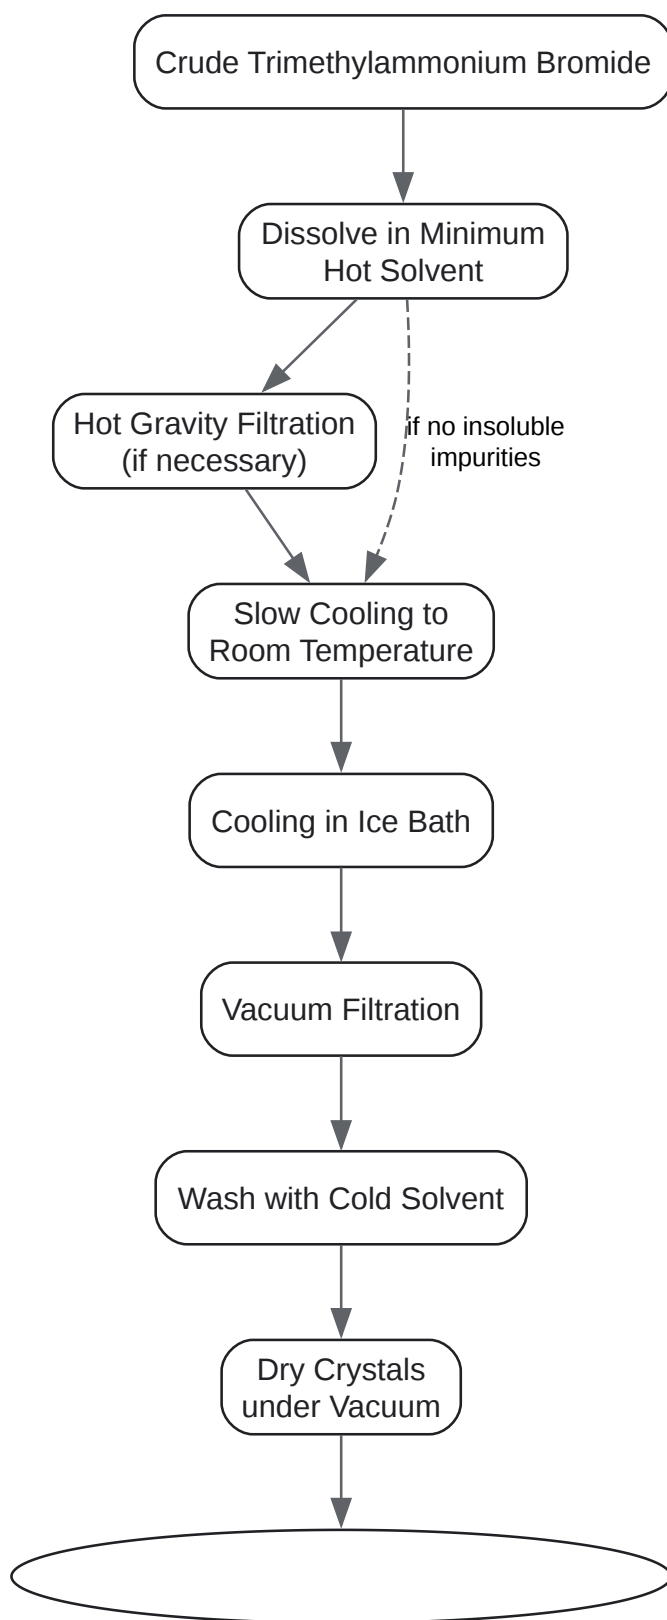 Crude Trimethylammonium Bromide
Dissolve in Minimum
Hot Solvent
Hot Gravity Filtration
(if necessary)
if no insoluble
impurities
Slow Cooling to
Room Temperature
Cooling in Ice Bath
Vacuum Filtration
Wash with Cold Solvent
Dry Crystals
under Vacuum